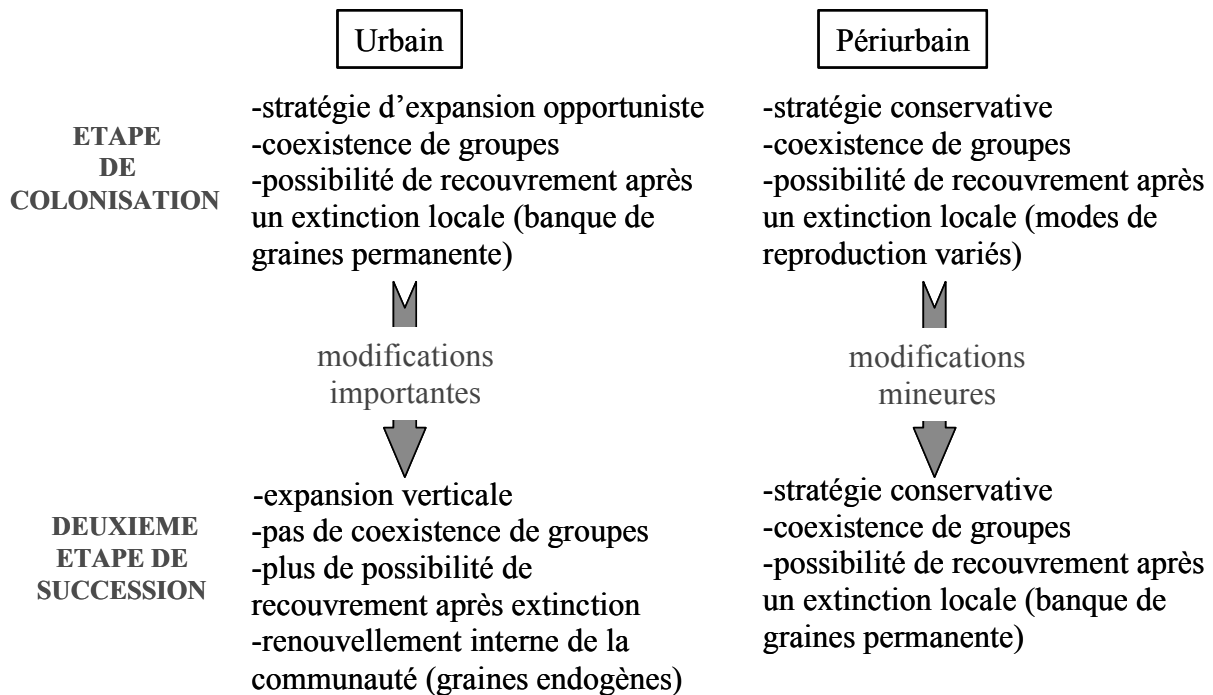 Urbain
Périurbain
ETAPE
DE
COLONISATION
-stratégie d’expansion opportuniste
-coexistence de groupes
-possibilité de recouvrement après
un extinction locale (banque de
graines permanente)
-stratégie conservative
-coexistence de groupes
-possibilité de recouvrement après
un extinction locale (modes de
reproduction variés)
modifications
importantes
modifications
mineures
DEUXIEME
ETAPE DE
SUCCESSION
-expansion verticale
-pas de coexistence de groupes
-plus de possibilité de
recouvrement après extinction
-renouvellement interne de la
communauté (graines endogènes)
-stratégie conservative
-coexistence de groupes
-possibilité de recouvrement après
un extinction locale (banque de
graines permanente)